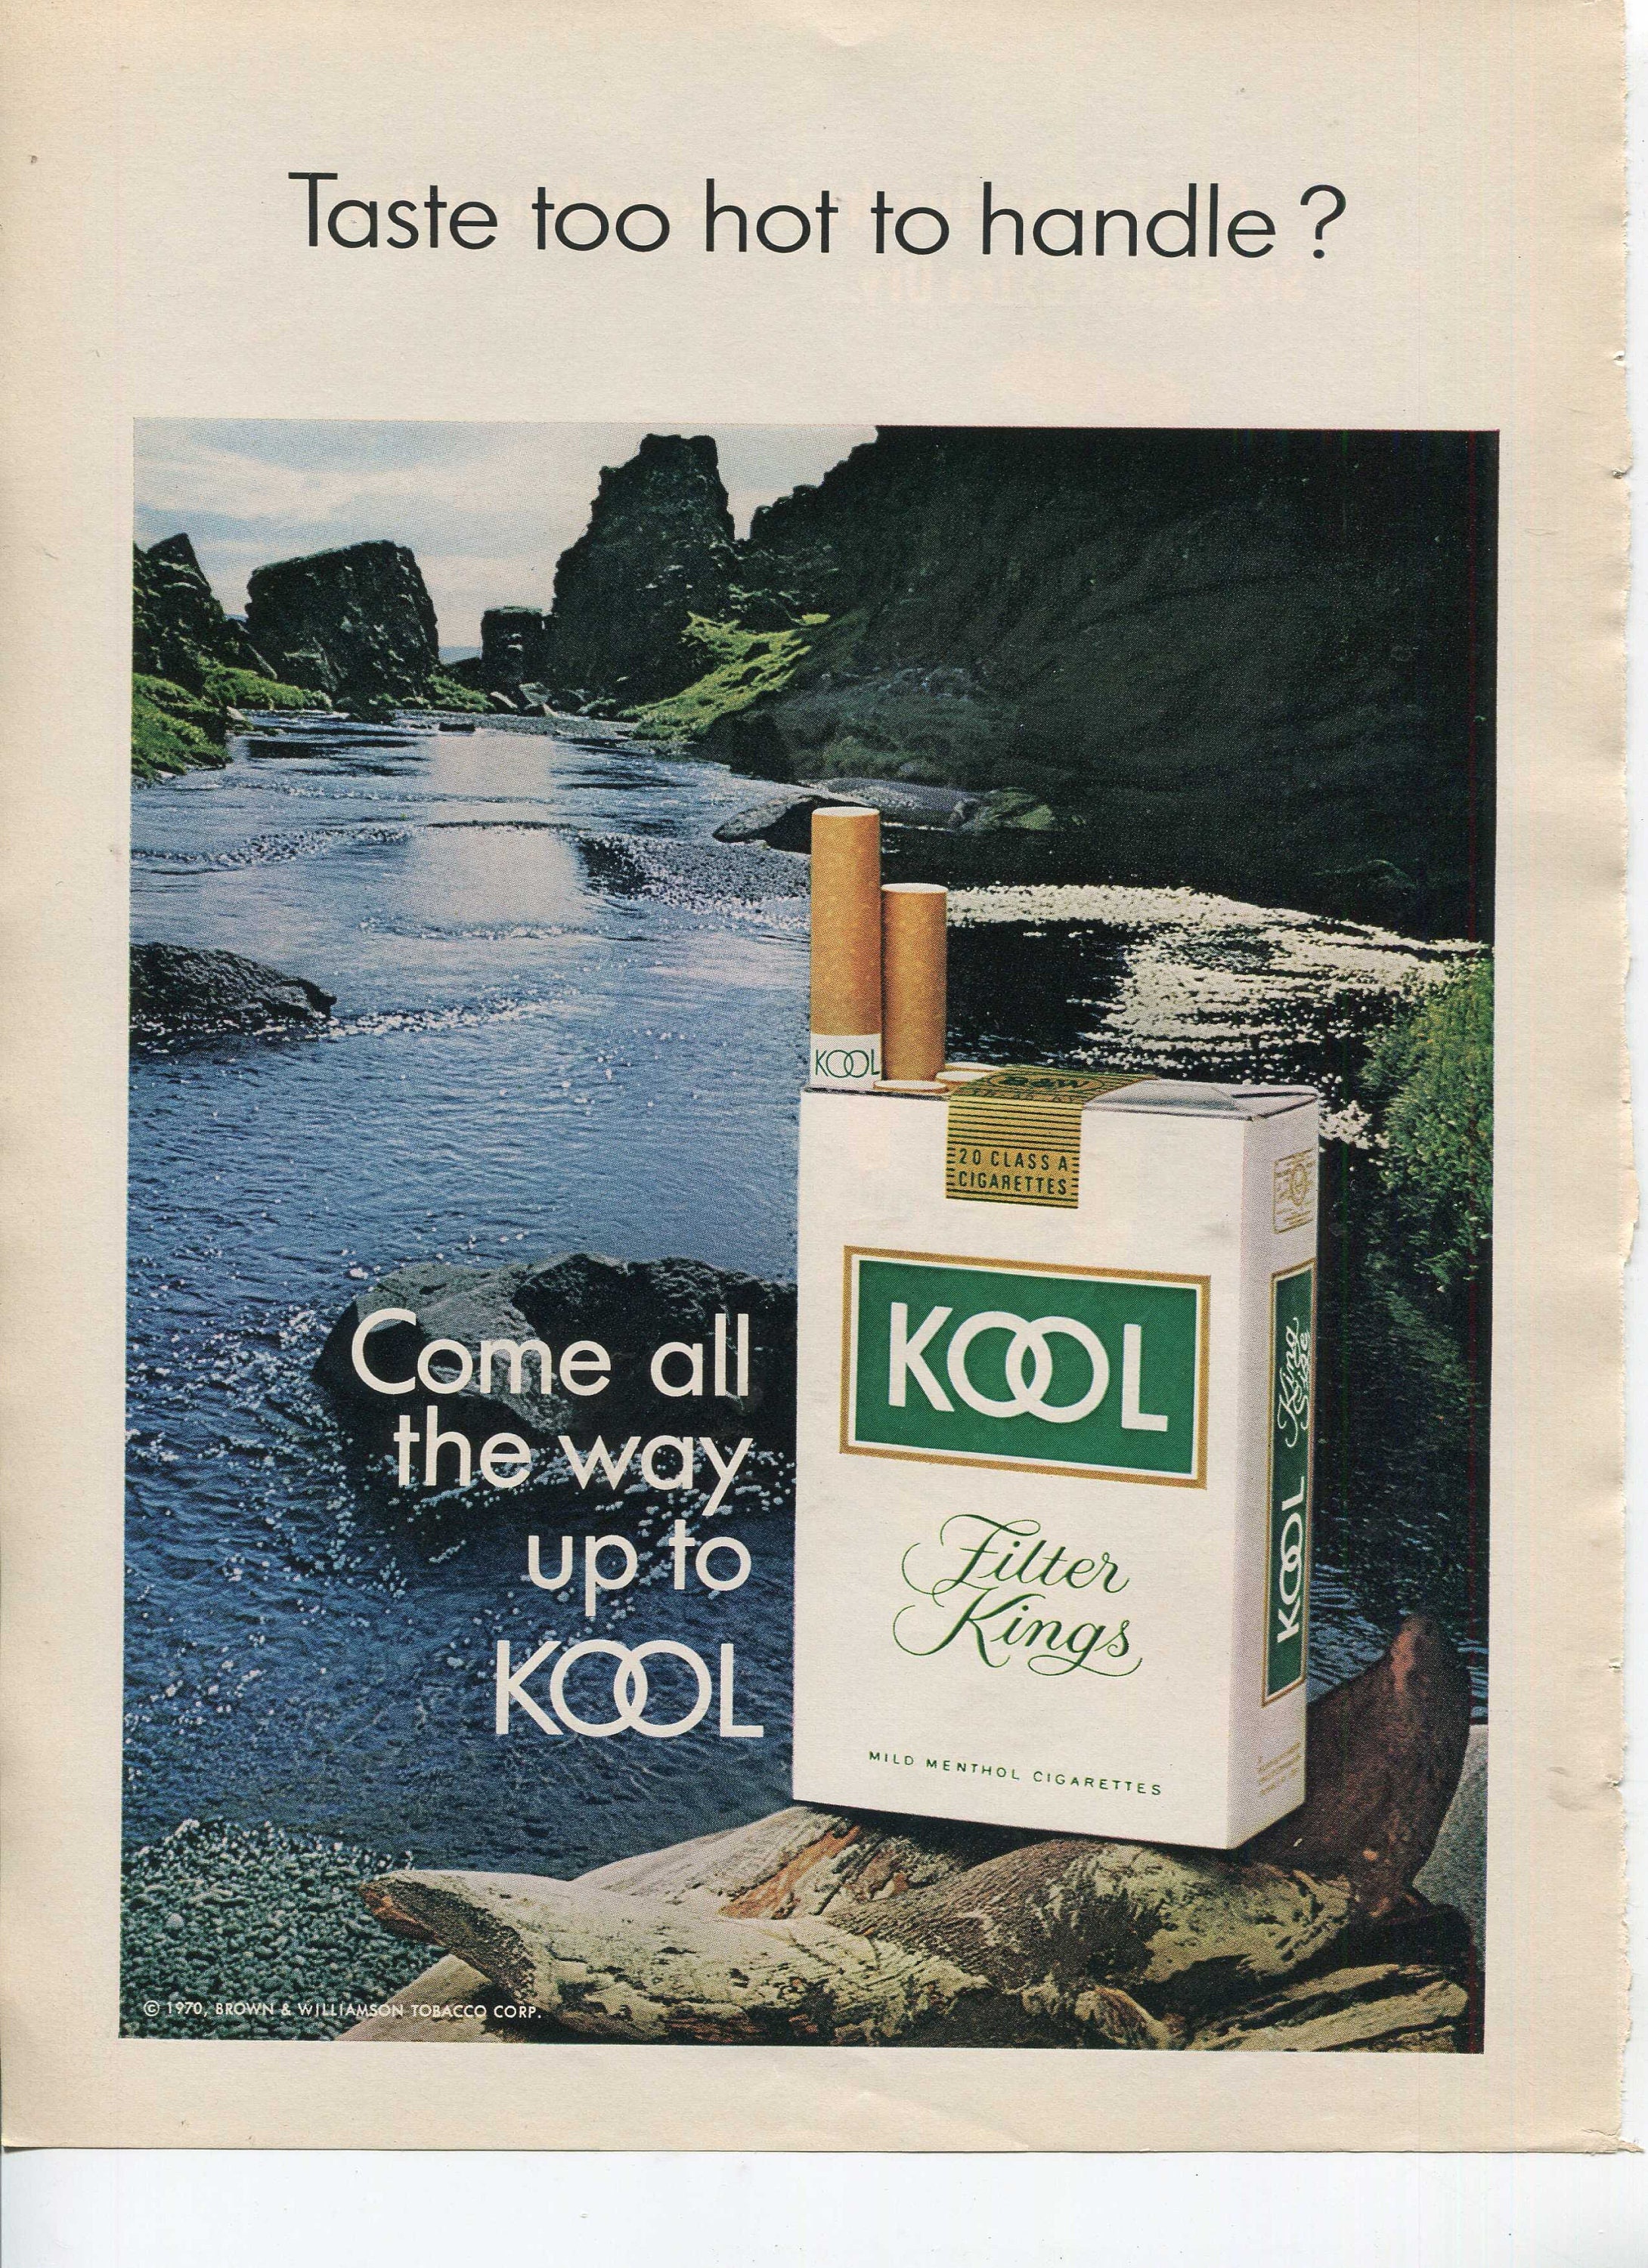 Taste too hot to handle?
KOOL
B&W
20 CLASS A
CIGARETTES
KOOL
Filter
Kings
MILD MENTHOL CIGARETTES
KOOL King Size
Come all
the way
up to
KOOL
© 1970, BROWN & WILLIAMSON TOBACCO CORP.